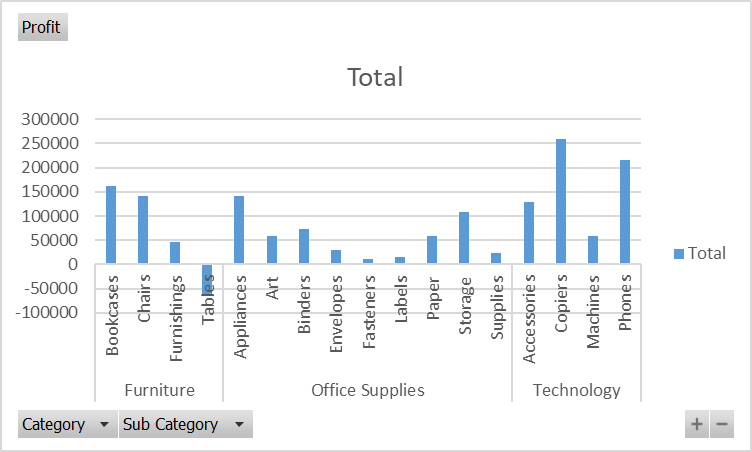 Profit
Total
300000
250000
200000
150000
100000
50000
0
-50000
-100000
Bookcases
Chairs
Furnishings
Tables
Appliances
Art
Binders
Envelopes
Fasteners
Labels
Paper
Storage
Supplies
Accessories
Copiers
Machines
Phones
Furniture
Office Supplies
Technology
Total
Category
Sub Category